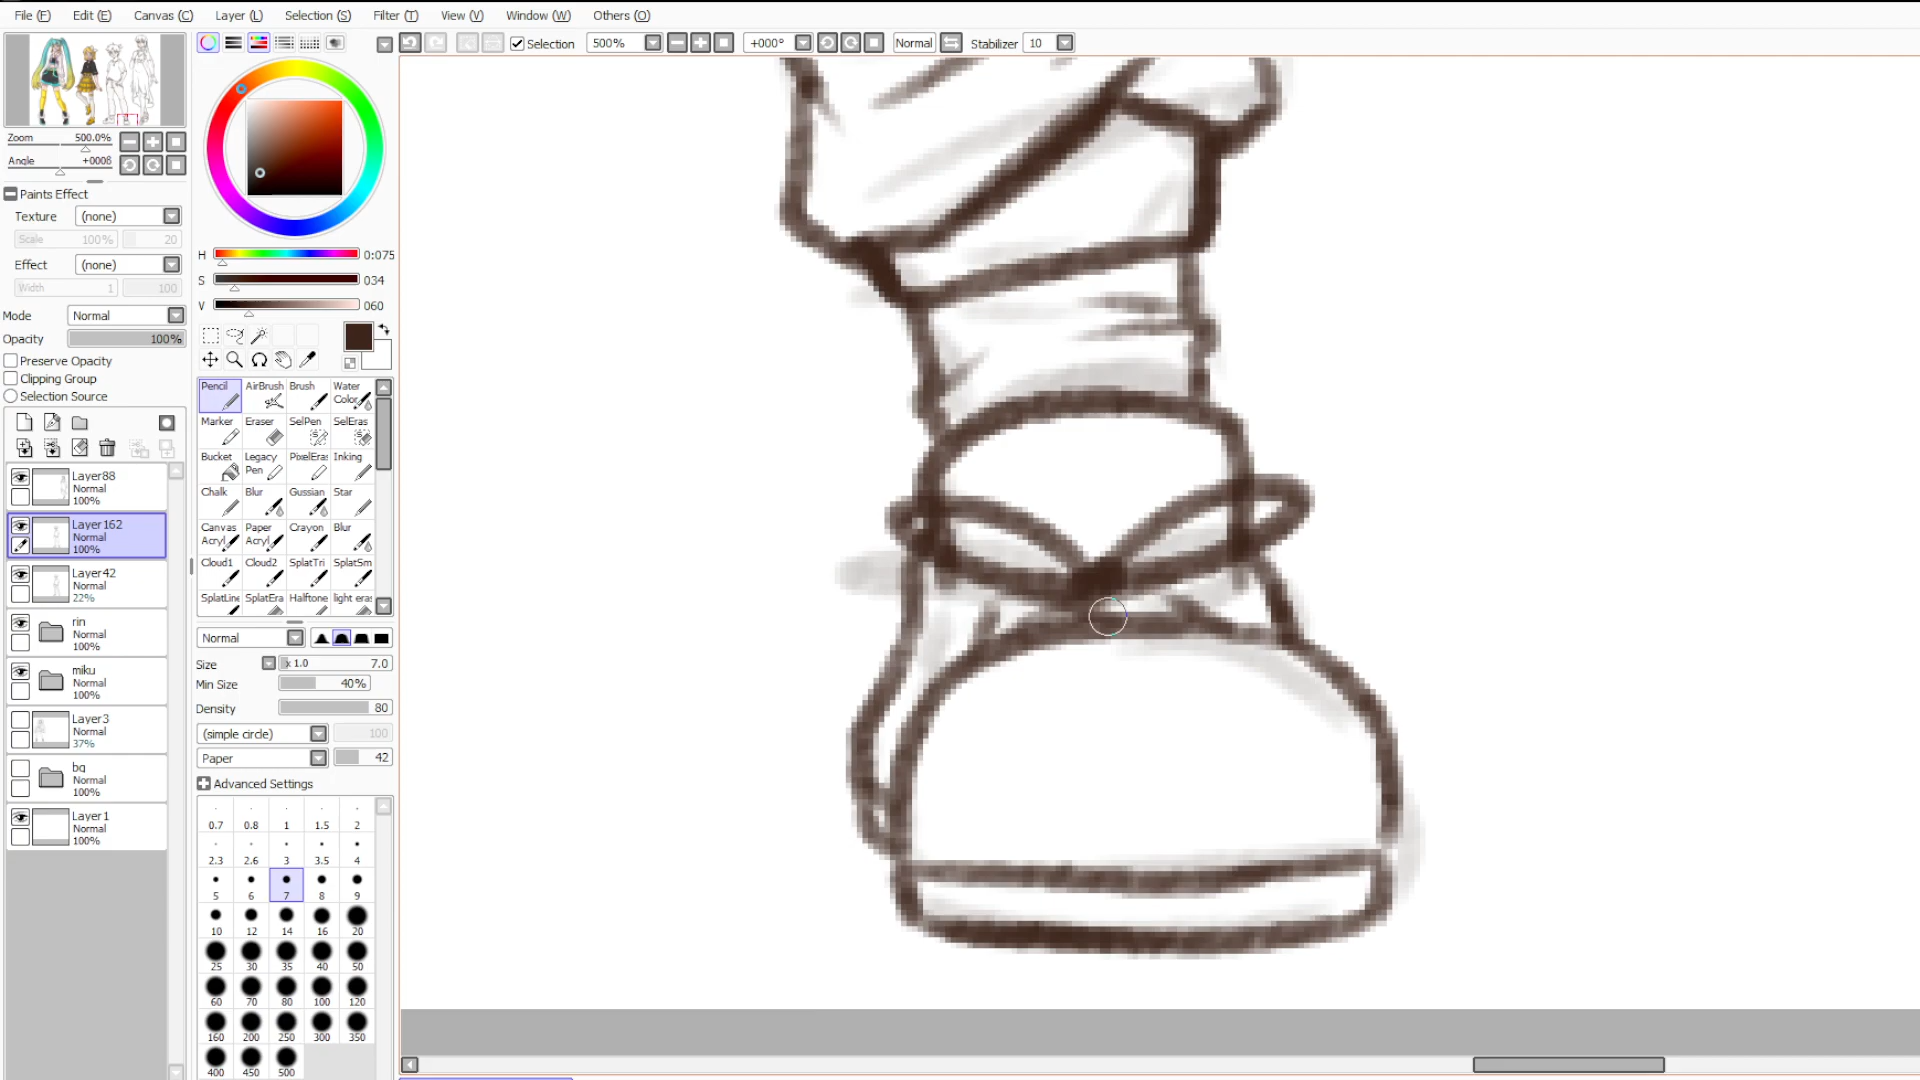 File (F) Edit (E) Canvas (C) Layer (L) Selection (S) Filter (T) View (V) Window (W) Others (O)
Selection 500% +000° Normal Stabilizer 10
Zoom 500.0%
Angle +000ß
Paints Effect
Texture (none)
Scale 100% 20
Effect (none)
Width 1 100
Mode Normal
Opacity 100%
Preserve Opacity
Clipping Group
Selection Source
Layer88
Normal
100%
Layer162
Normal
100%
Layer42
Normal
22%
rin
Normal
100%
miku
Normal
100%
Layer3
Normal
37%
bg
Normal
100%
Layer1
Normal
100%
H 0:075
S 034
V 060
Pencil AirBrush Brush Water Color
Marker Eraser SelPen SelEras
Bucket Legacy Pen PixelEras Inking
Chalk Blur Gussian Star
Canvas Acryl Paper Acryl Crayon Blur
Cloud1 Cloud2 SplatTri SplatSm
SplatLine SplatEra Halftone light eras
Normal
Size x 1.0 7.0
Min Size 40%
Density 80
(simple circle) 100
Paper 42
Advanced Settings
0.7 0.8 1 1.5 2
2.3 2.6 3 3.5 4
5 6 7 8 9
10 12 14 16 20
25 30 35 40 50
60 70 80 100 120
160 200 250 300 350
400 450 500